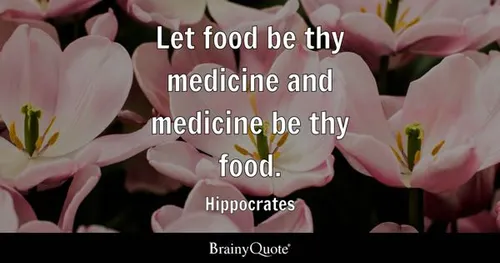 Let food be thy
medicine and
medicine be thy
food.
Hippocrates
BrainyQuote®